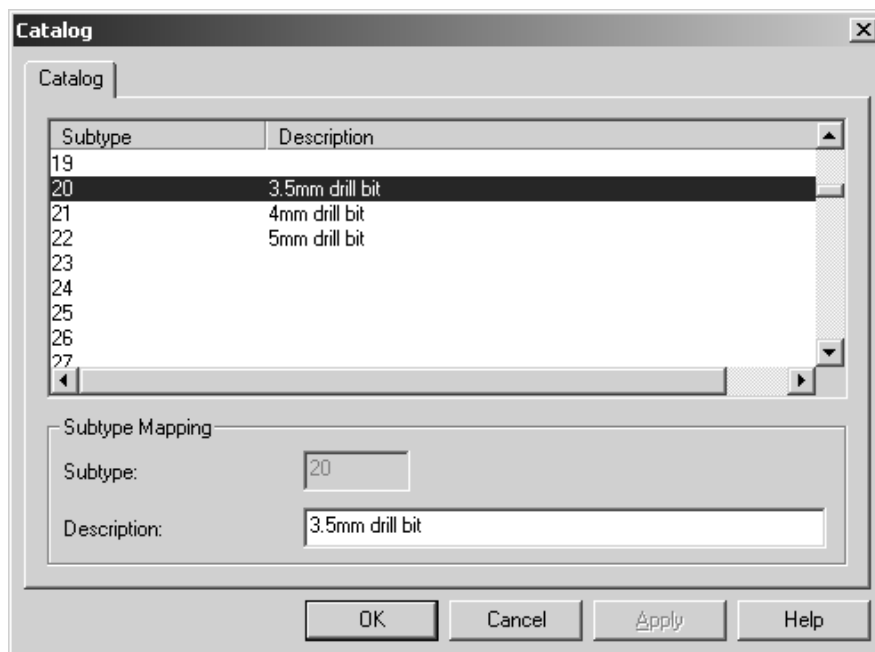 Catalog
Catalog
Subtype Description
19
20 3.5mm drill bit
21 4mm drill bit
22 5mm drill bit
23
24
25
26
27
Subtype Mapping
Subtype: 20
Description: 3.5mm drill bit
OK Cancel Apply Help